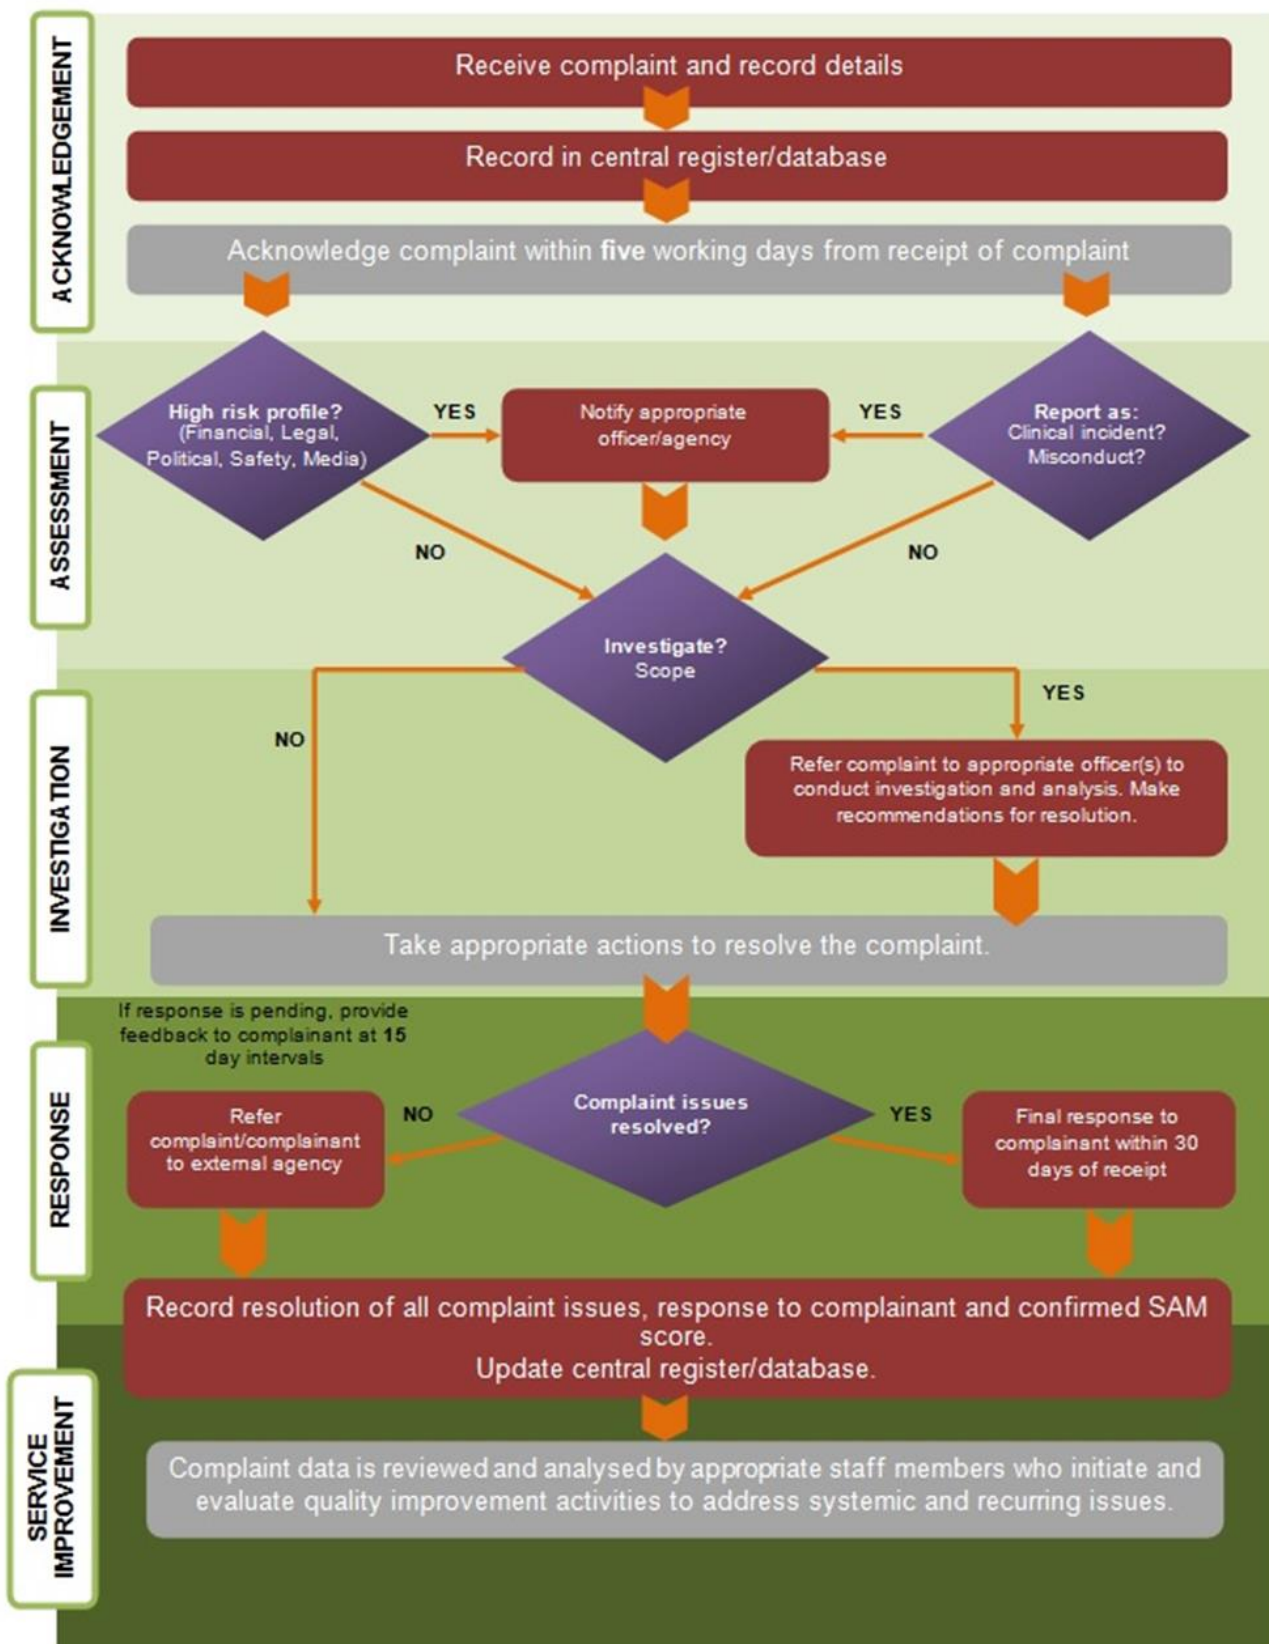 ACKNOWLEDGEMENT
Receive complaint and record details
Record in central register/database
Acknowledge complaint within five working days from receipt of complaint
ASSESSMENT
High risk profile?
(Financial, Legal,
Political, Safety, Media)
YES
Notify appropriate
officer/agency
YES
Report as:
Clinical incident?
Misconduct?
NO
NO
Investigate?
Scope
INVESTIGATION
NO
YES
Refer complaint to appropriate officer(s) to
conduct investigation and analysis. Make
recommendations for resolution.
Take appropriate actions to resolve the complaint.
RESPONSE
If response is pending, provide
feedback to complainant at 15
day intervals
Refer
complaint/complainant
to external agency
NO
Complaint issues
resolved?
YES
Final response to
complainant within 30
days of receipt
Record resolution of all complaint issues, response to complainant and confirmed SAM
score.
Update central register/database.
SERVICE
IMPROVEMENT
Complaint data is reviewed and analysed by appropriate staff members who initiate and
evaluate quality improvement activities to address systemic and recurring issues.